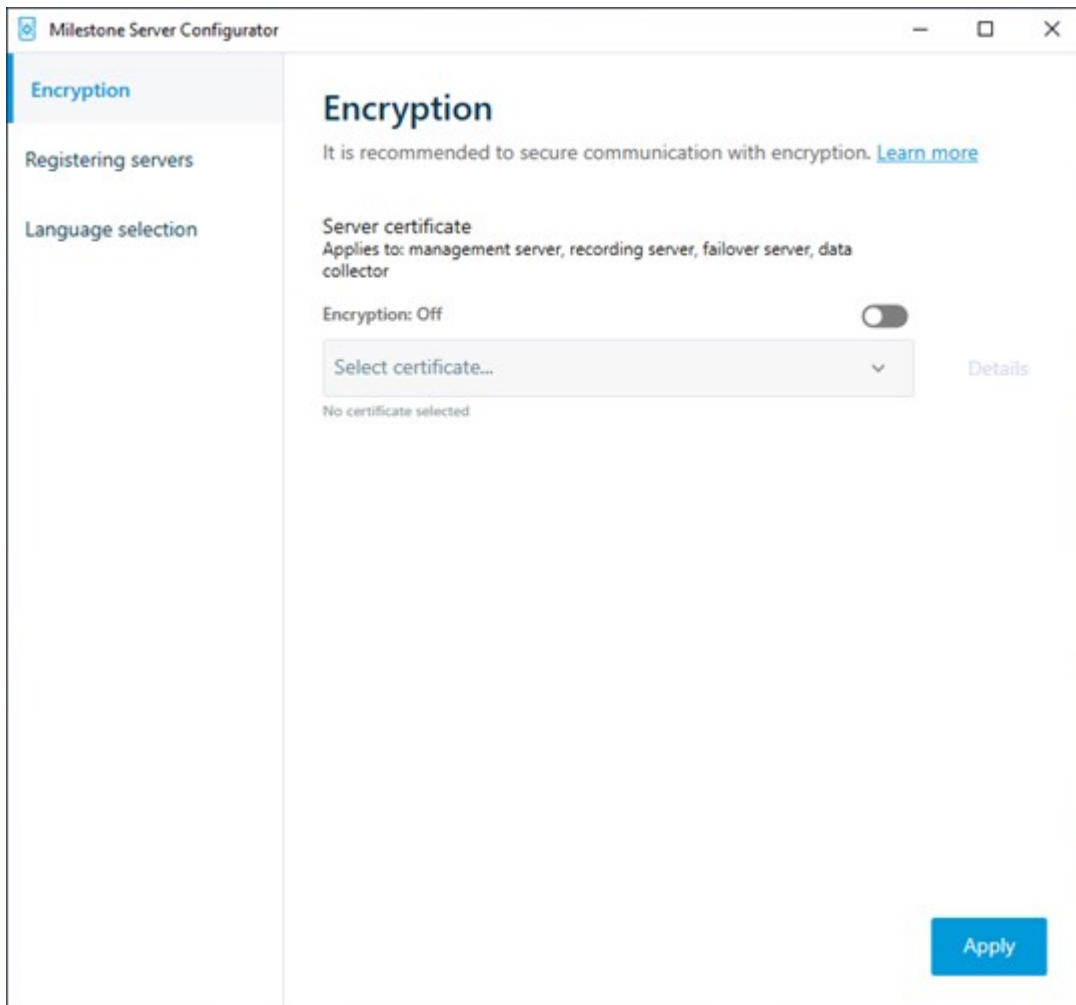 Milestone Server Configurator
Encryption
Registering servers
Language selection
Encryption
It is recommended to secure communication with encryption. Learn more
Server certificate
Applies to: management server, recording server, failover server, data
collector
Encryption: Off
Select certificate...
Details
No certificate selected
Apply